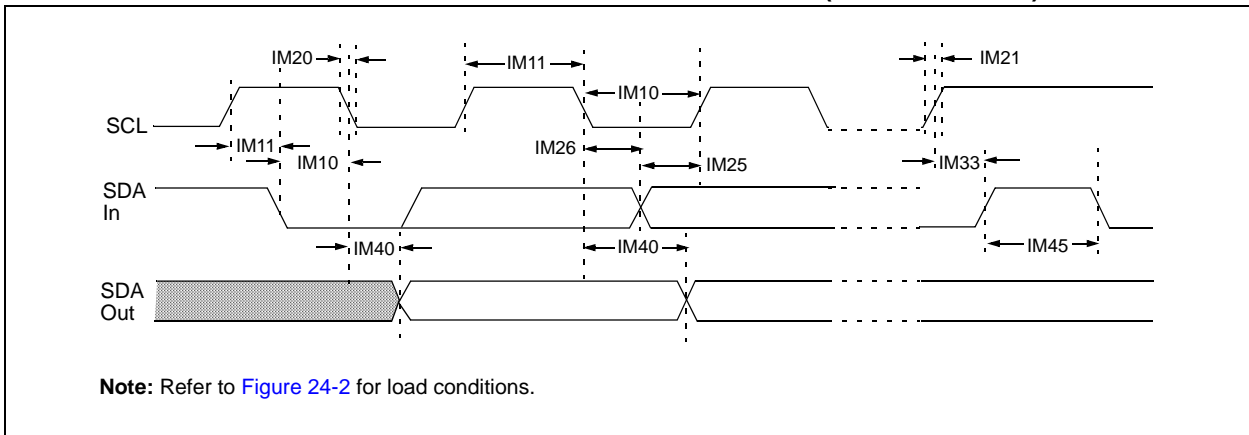 IM20
IM11
IM21
IM10
SCL
IM11
IM10
IM26
IM25
IM33
SDA
In
IM40
IM40
IM45
SDA
Out
Note: Refer to Figure 24-2 for load conditions.